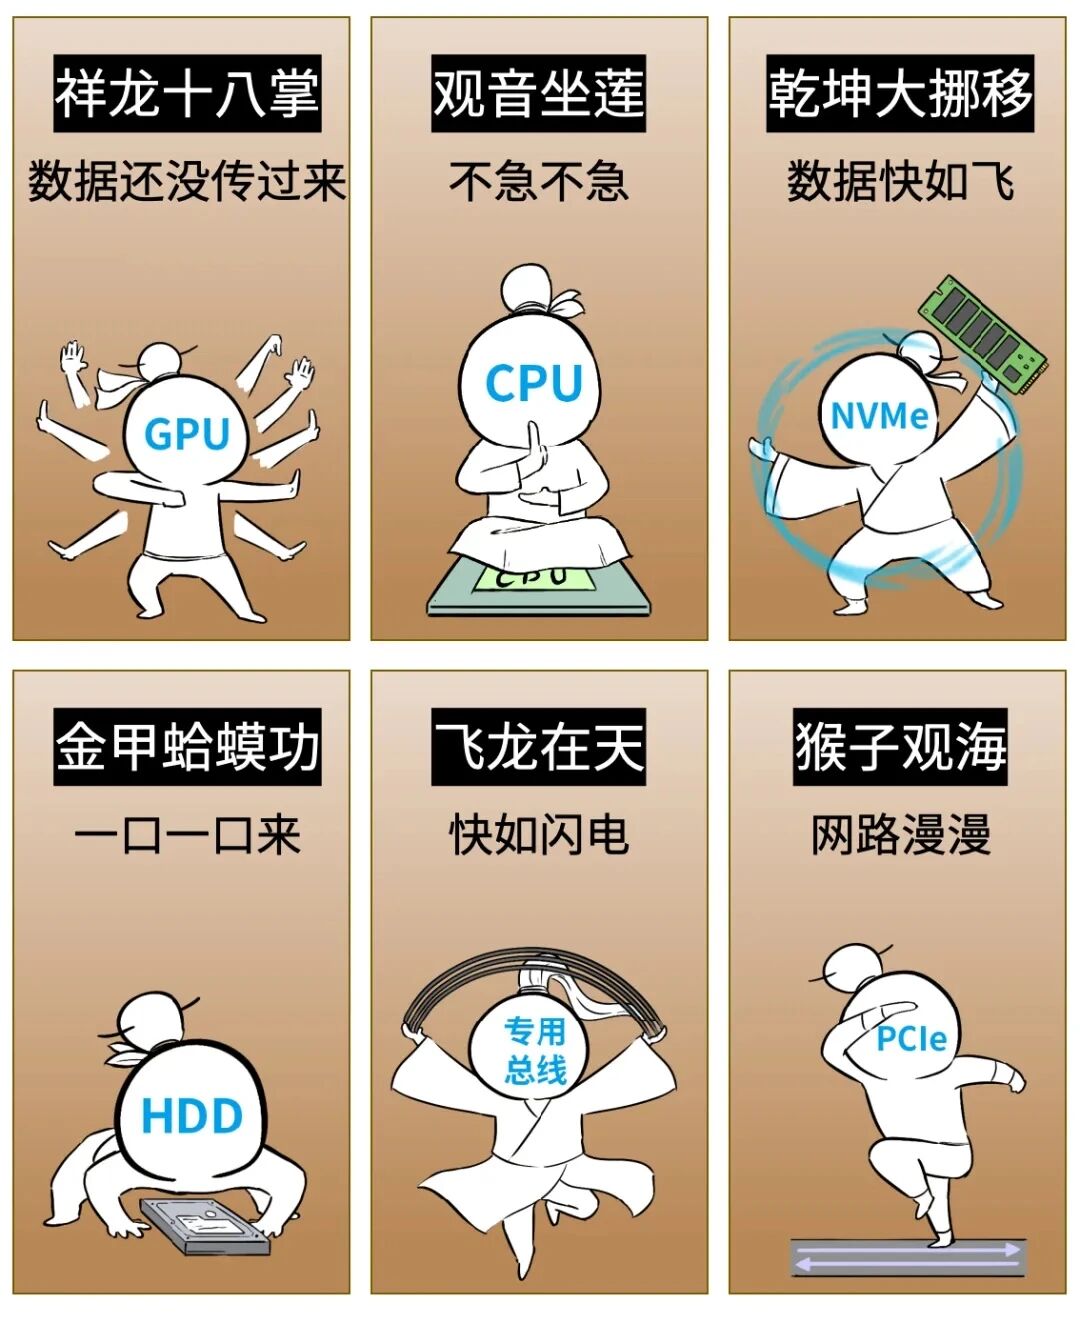 祥龙十八掌
数据还没传过来
GPU
观音坐莲
不急不急
CPU
CPU
乾坤大挪移
数据快如飞
NVMe
金甲蛤蟆功
一口一口来
HDD
飞龙在天
快如闪电
专用
总线
猴子观海
网路漫漫
PCIe